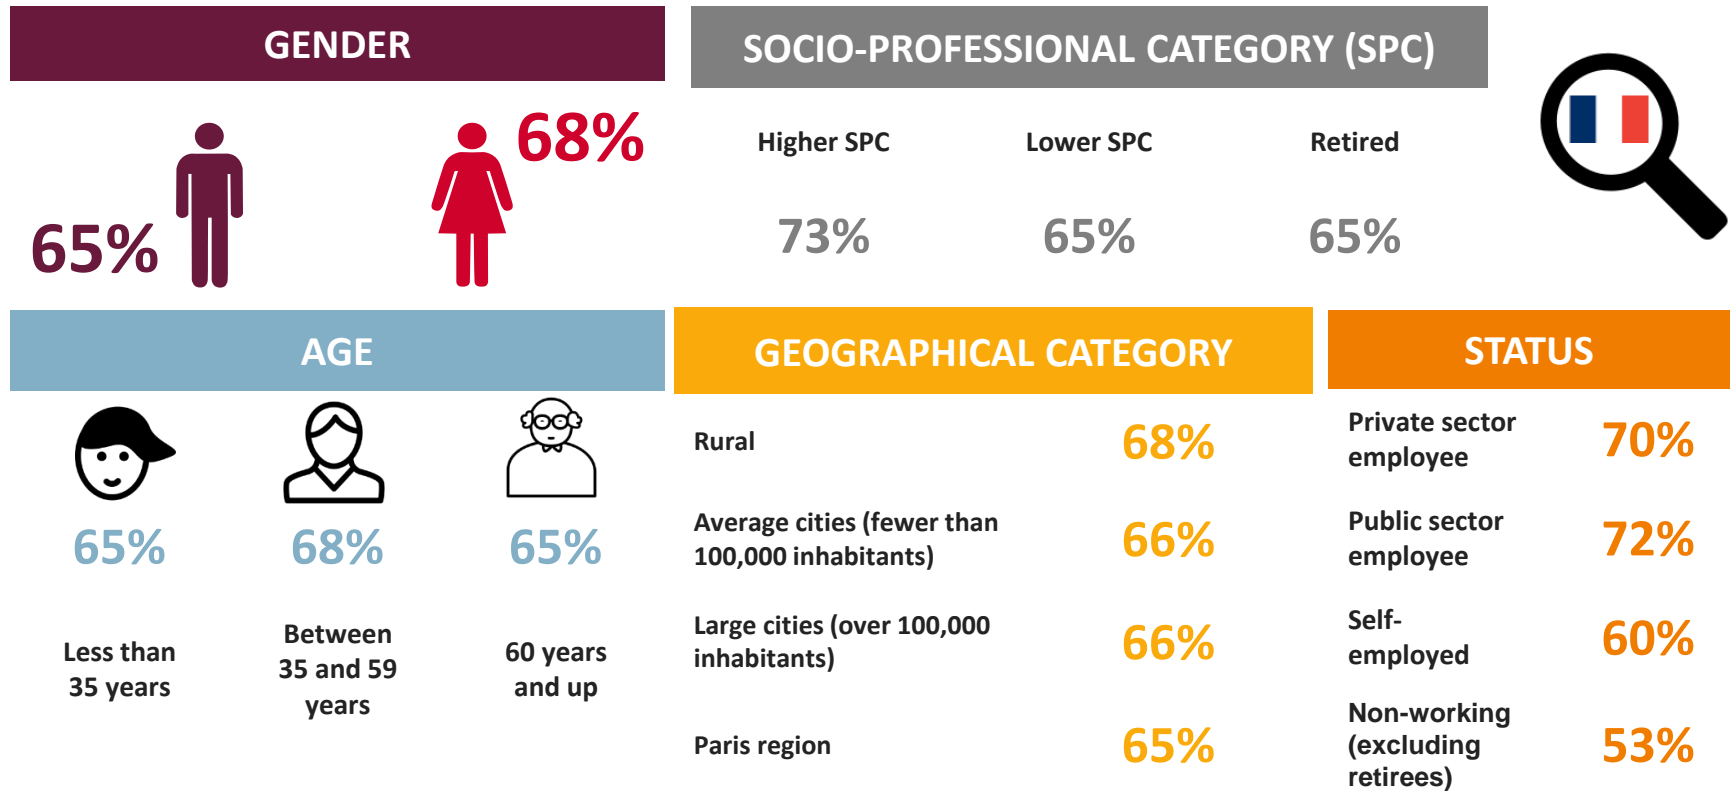 GENDER
65%
68%
SOCIO-PROFESSIONAL CATEGORY (SPC)
Higher SPC
Lower SPC
Retired
73%
65%
65%
AGE
65%
68%
65%
Less than
35 years
Between
35 and 59
years
60 years
and up
GEOGRAPHICAL CATEGORY
Rural
68%
Average cities (fewer than
100,000 inhabitants)
66%
Large cities (over 100,000
inhabitants)
66%
Paris region
65%
STATUS
Private sector
employee
70%
Public sector
employee
72%
Self-
employed
60%
Non-working
(excluding
retirees)
53%